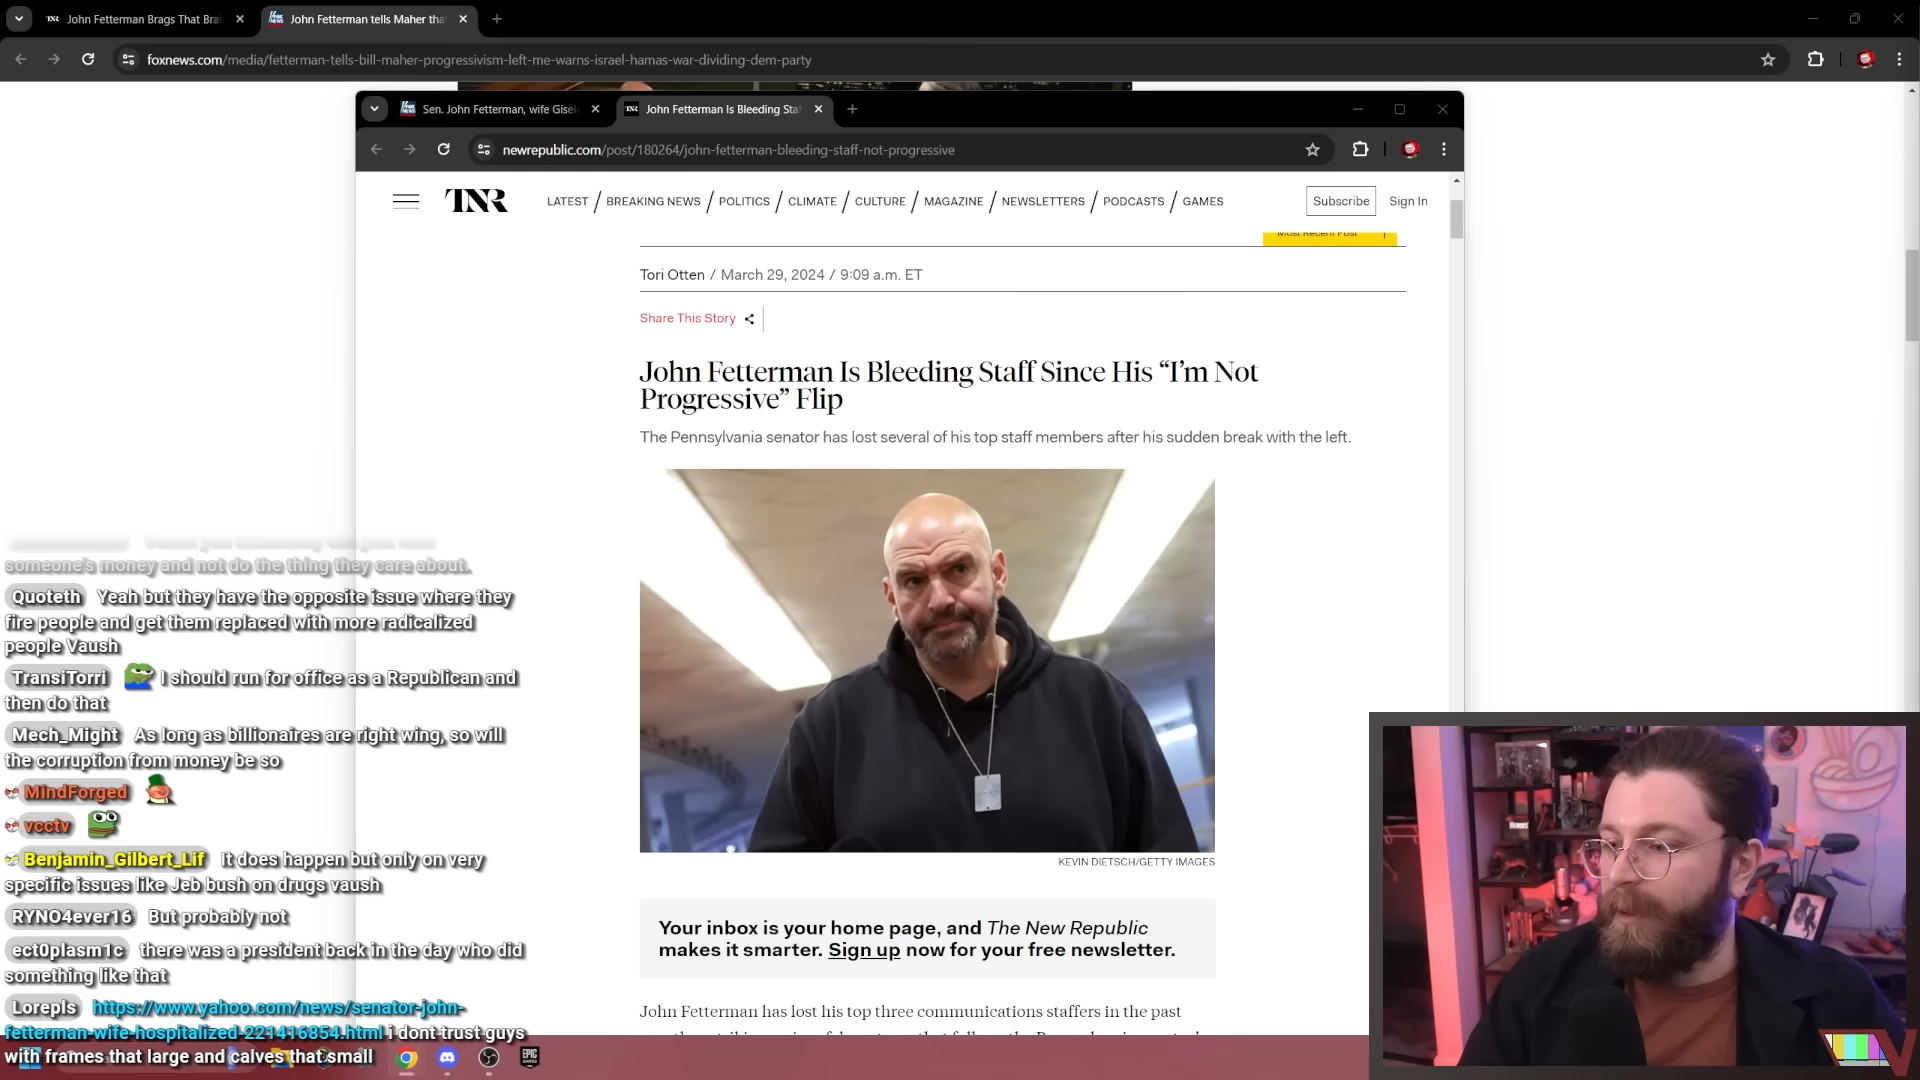 John Fetterman Brags That Brai
John Fetterman tells Maher tha
foxnews.com/media/fetterman-tells-bill-maher-progressivism-left-me-warns-israel-hamas-war-dividing-dem-party
Sen. John Fetterman, wife Gisel
TNR
John Fetterman Is Bleeding Staf
newrepublic.com/post/180264/john-fetterman-bleeding-staff-not-progressive
TNR
LATEST / BREAKING NEWS / POLITICS / CLIMATE / CULTURE / MAGAZINE / NEWSLETTERS / PODCASTS / GAMES
Subscribe
Sign In
Most Recent Post
Tori Otten / March 29, 2024 / 9:09 a.m. ET
Share This Story
John Fetterman Is Bleeding Staff Since His “I’m Not
Progressive” Flip
The Pennsylvania senator has lost several of his top staff members after his sudden break with the left.
KEVIN DIETSCH/GETTY IMAGES
Your inbox is your home page, and The New Republic
makes it smarter. Sign up now for your free newsletter.
John Fetterman has lost his top three communications staffers in the past
someone's money and not do the thing they care about.
Quoteth Yeah but they have the opposite issue where they
fire people and get them replaced with more radicalized
people Vaush
TransiTorri I should run for office as a Republican and
then do that
Mech_Might As long as billionaires are right wing, so will
the corruption from money be so
MindForged
vcctv
Benjamin_Gilbert_Lif It does happen but only on very
specific issues like Jeb bush on drugs vaush
RYNO4ever16 But probably not
ect0plasm1c there was a president back in the day who did
something like that
Lorepls https://www.yahoo.com/news/senator-john-
fetterman-wife-hospitalized-221416854.html i dont trust guys
with frames that large and calves that small
EPIC